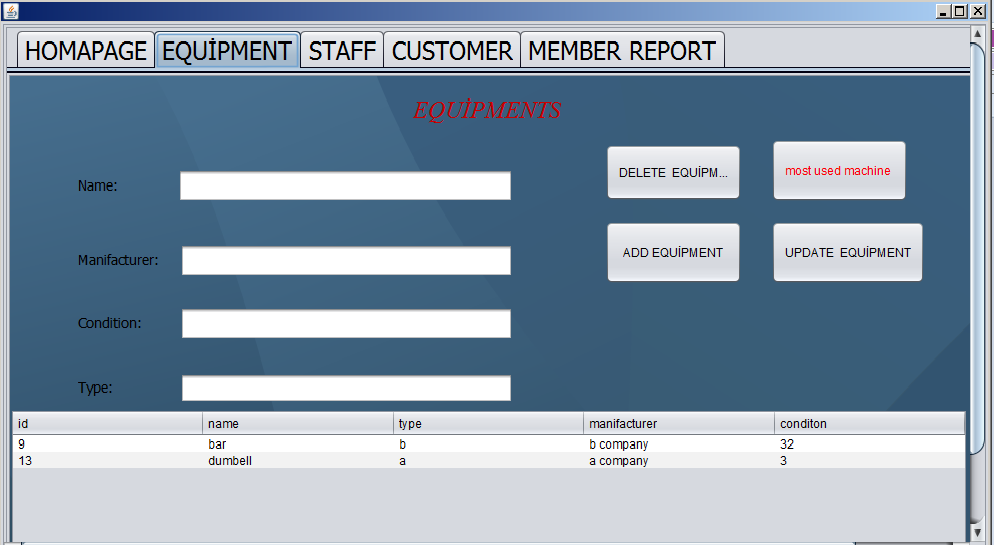 HOMAPAGE EQUİPMENT STAFF CUSTOMER MEMBER REPORT
EQUİPMENTS
DELETE EQUİPM... most used machine
Name:
ADD EQUİPMENT UPDATE EQUİPMENT
Manifacturer:
Condition:
Type:
id name type manifacturer conditon
9 bar b b company 32
13 dumbell a a company 3